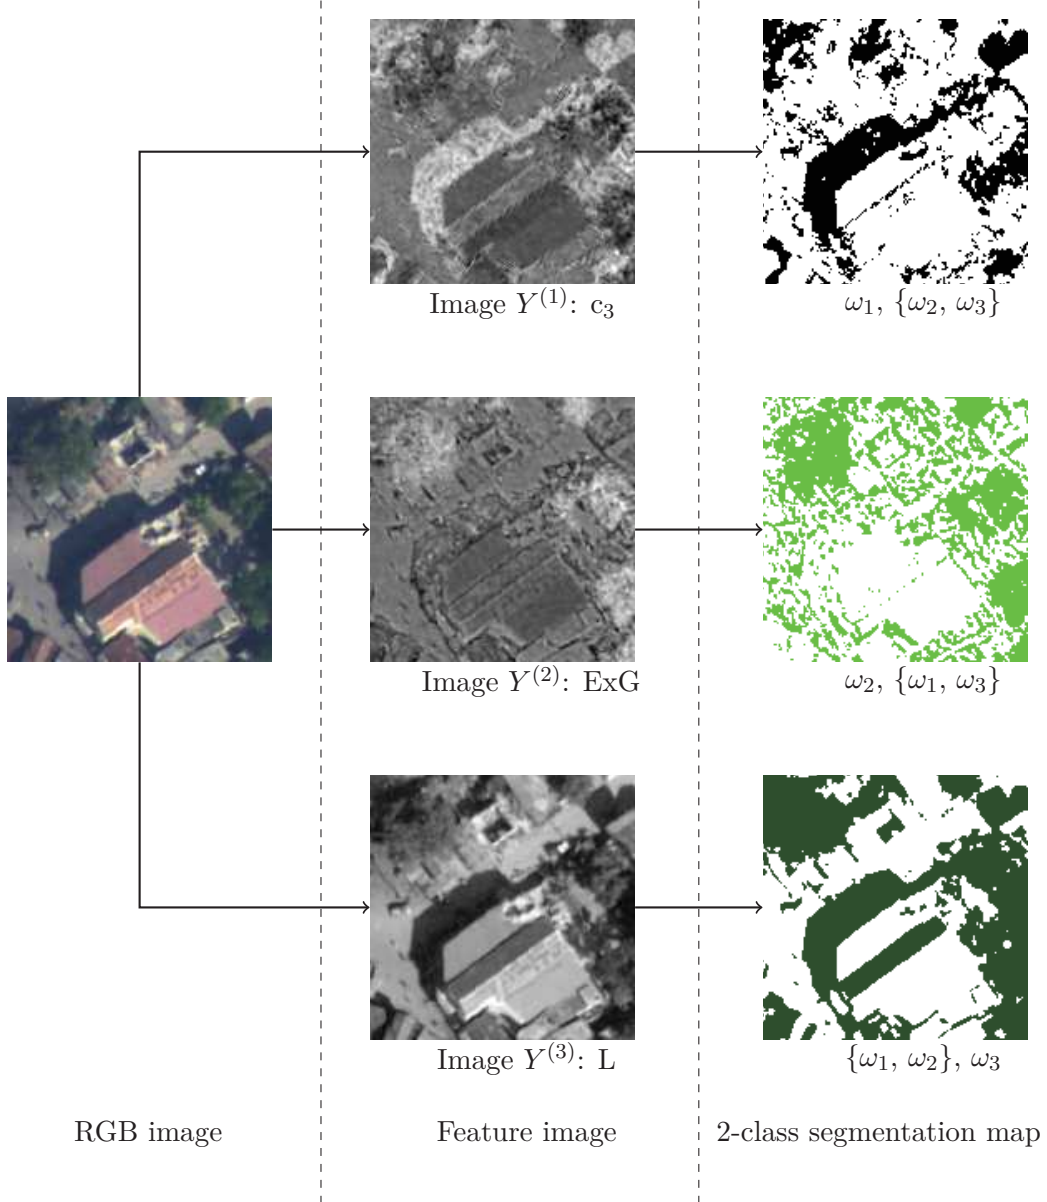 Image Y⁽¹⁾: c₃
ω₁, {ω₂, ω₃}
Image Y⁽²⁾: ExG
ω₂, {ω₁, ω₃}
Image Y⁽³⁾: L
{ω₁, ω₂}, ω₃
RGB image
Feature image
2-class segmentation map